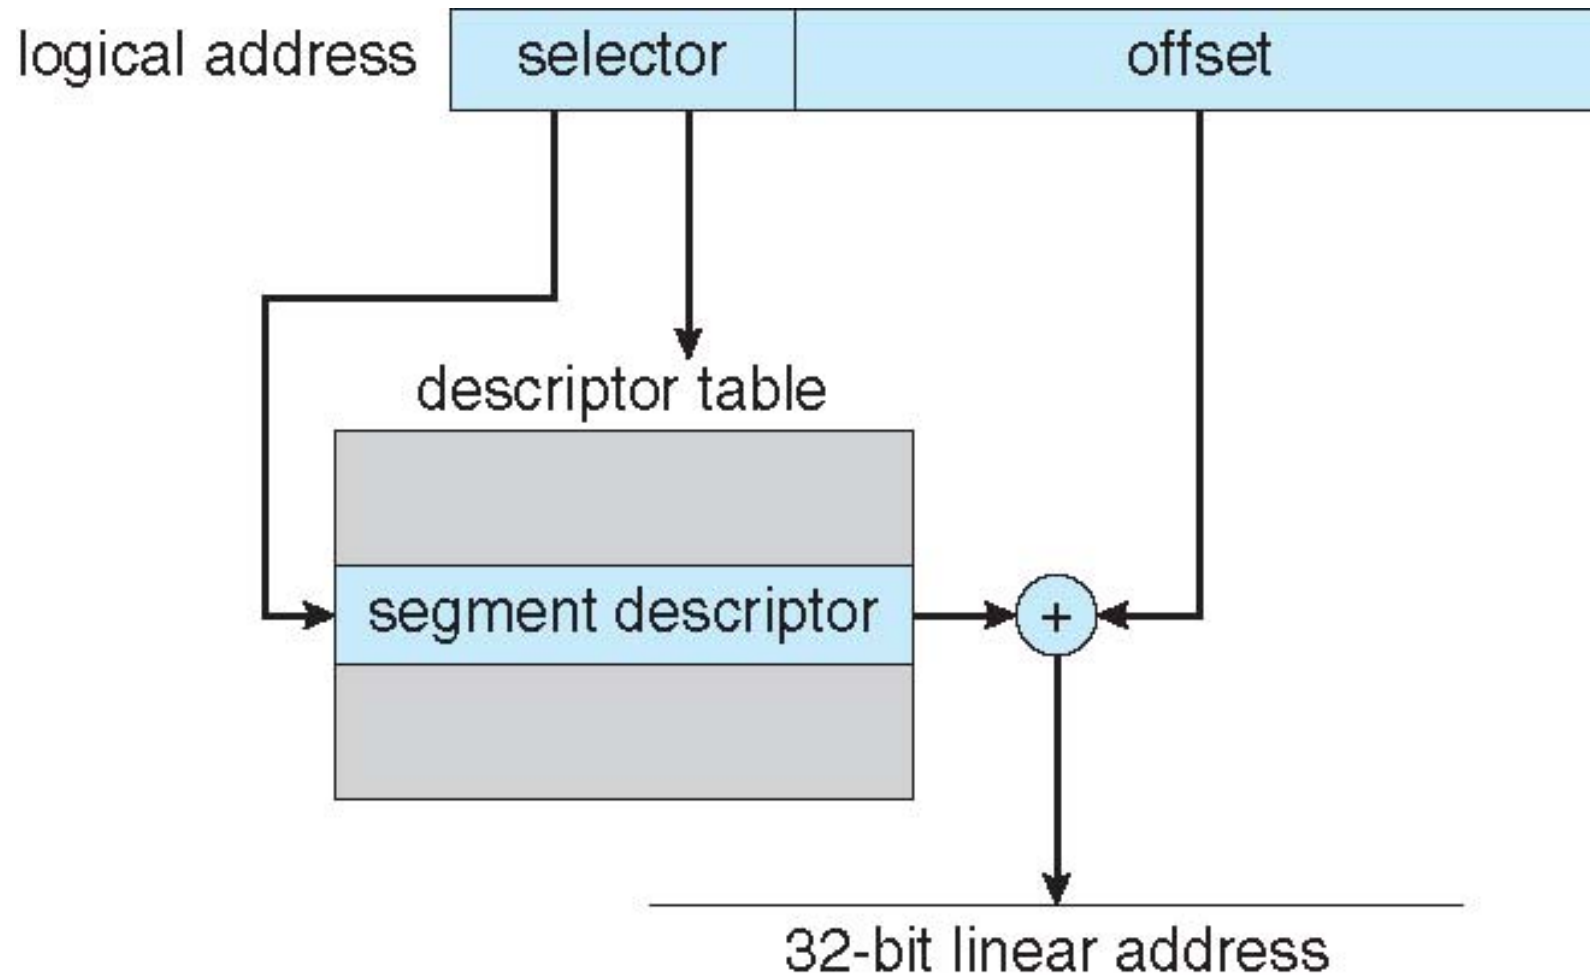 logical address
selector
offset
descriptor table
segment descriptor
+
32-bit linear address